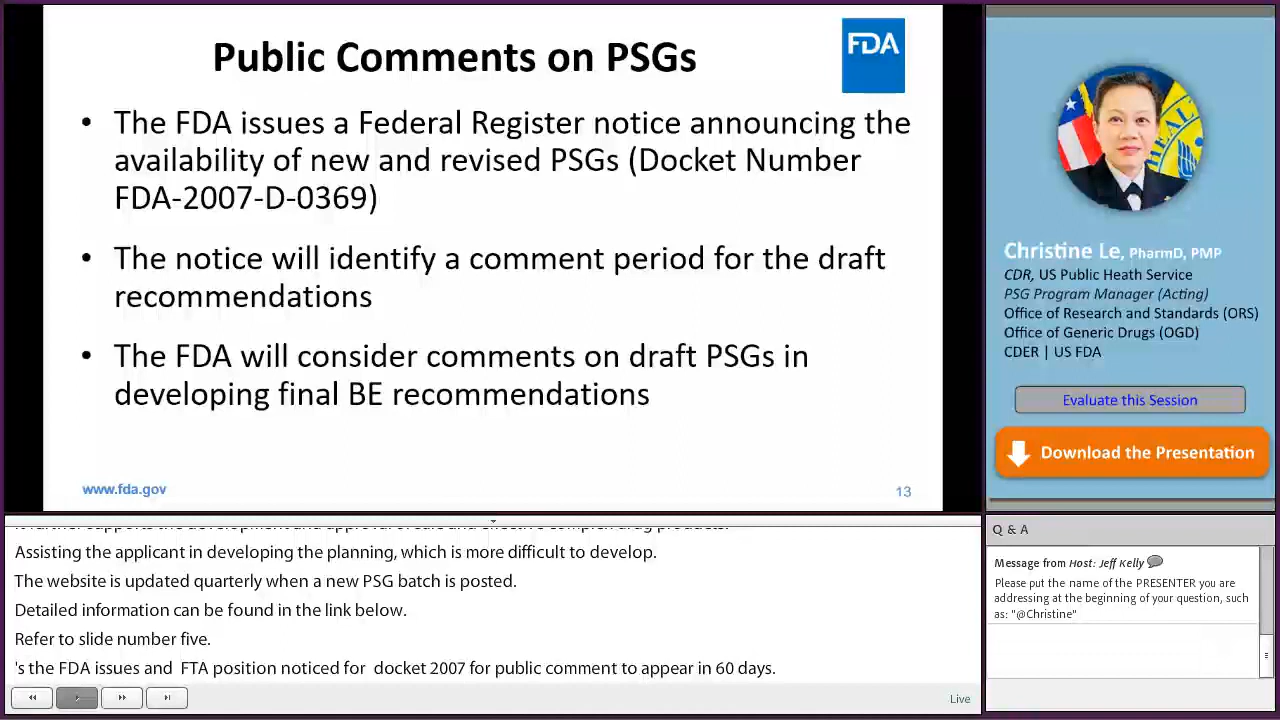 Public Comments on PSGs
FDA
• The FDA issues a Federal Register notice announcing the
availability of new and revised PSGs (Docket Number
FDA-2007-D-0369)
• The notice will identify a comment period for the draft
recommendations
• The FDA will consider comments on draft PSGs in
developing final BE recommendations
www.fda.gov
13
Christine Le, PharmD, PMP
CDR, US Public Heath Service
PSG Program Manager (Acting)
Office of Research and Standards (ORS)
Office of Generic Drugs (OGD)
CDER | US FDA
Evaluate this Session
Download the Presentation
Assisting the applicant in developing the planning, which is more difficult to develop.
The website is updated quarterly when a new PSG batch is posted.
Detailed information can be found in the link below.
Refer to slide number five.
's the FDA issues and  FTA position noticed for  docket 2007 for public comment to appear in 60 days.
Live
Q & A
Message from Host: Jeff Kelly
Please put the name of the PRESENTER you are
addressing at the beginning of your question, such
as: "@Christine"